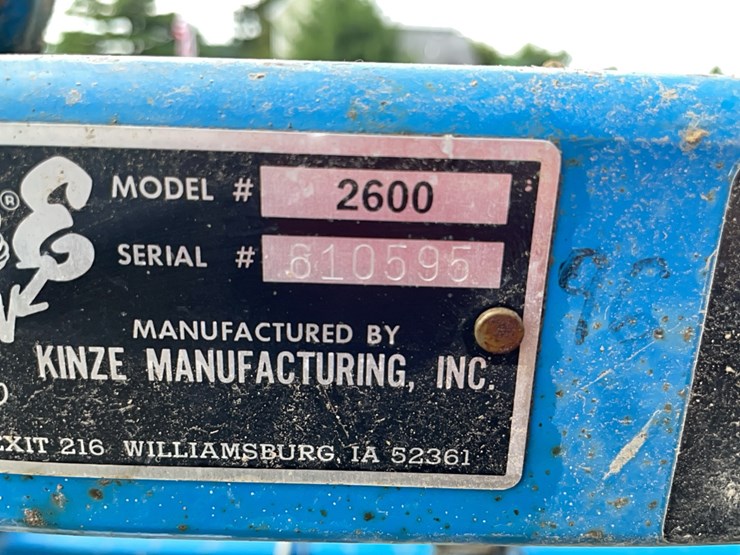 ®
MODEL # 2600
SERIAL # 610595
MANUFACTURED BY
KINZE MANUFACTURING, INC.
EXIT 216 WILLIAMSBURG, IA 52361